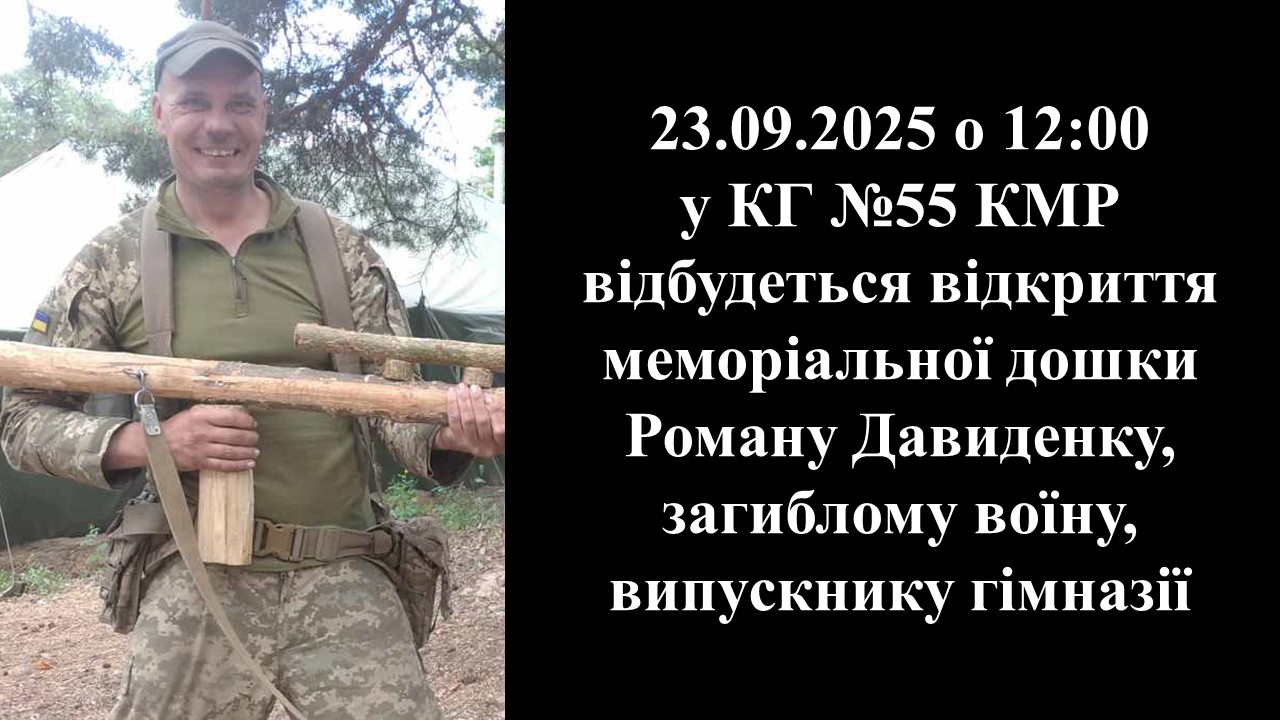 23.09.2025 о 12:00
у КГ №55 КМР
відбудеться відкриття
меморіальної дошки
Роману Давиденку,
загиблому воїну,
випускнику гімназії